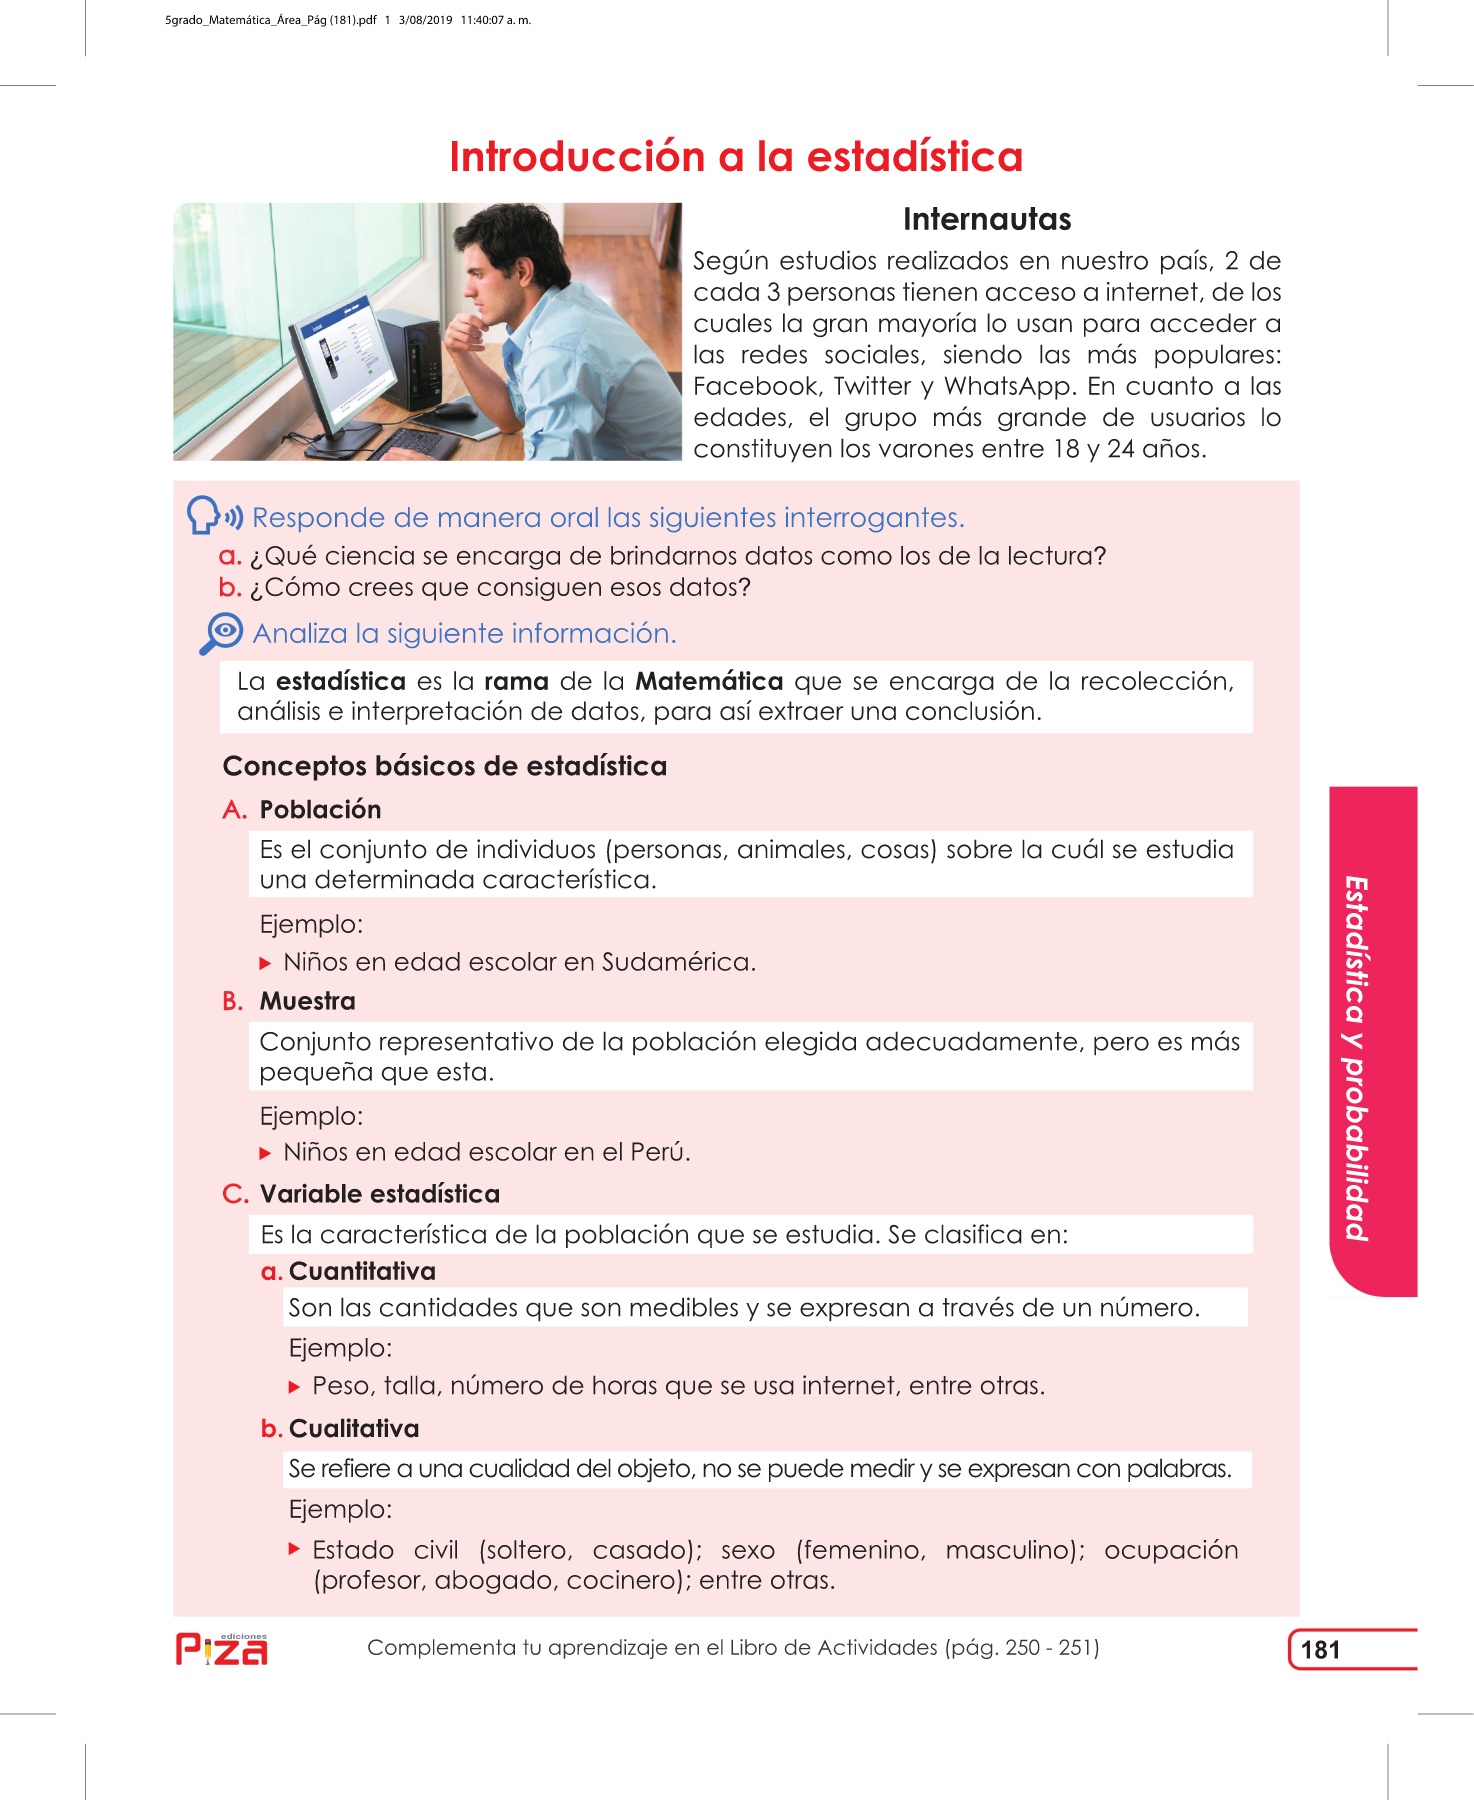 5grado_Matemática_Área_Pág (181).pdf 1 3/08/2019 11:40:07 a. m.
Introducción a la estadística
Internautas
Según estudios realizados en nuestro país, 2 de
cada 3 personas tienen acceso a internet, de los
cuales la gran mayoría lo usan para acceder a
las redes sociales, siendo las más populares:
Facebook, Twitter y WhatsApp. En cuanto a las
edades, el grupo más grande de usuarios lo
constituyen los varones entre 18 y 24 años.
Responde de manera oral las siguientes interrogantes.
a. ¿Qué ciencia se encarga de brindarnos datos como los de la lectura?
b. ¿Cómo crees que consiguen esos datos?
Analiza la siguiente información.
La estadística es la rama de la Matemática que se encarga de la recolección,
análisis e interpretación de datos, para así extraer una conclusión.
Conceptos básicos de estadística
A. Población
Es el conjunto de individuos (personas, animales, cosas) sobre la cuál se estudia
una determinada característica.
Ejemplo:
Niños en edad escolar en Sudamérica.
B. Muestra
Conjunto representativo de la población elegida adecuadamente, pero es más
pequeña que esta.
Ejemplo:
Niños en edad escolar en el Perú.
C. Variable estadística
Es la característica de la población que se estudia. Se clasifica en:
a. Cuantitativa
Son las cantidades que son medibles y se expresan a través de un número.
Ejemplo:
Peso, talla, número de horas que se usa internet, entre otras.
b. Cualitativa
Se refiere a una cualidad del objeto, no se puede medir y se expresan con palabras.
Ejemplo:
Estado civil (soltero, casado); sexo (femenino, masculino); ocupación
(profesor, abogado, cocinero); entre otras.
Estadística y probabilidad
ediciones
Piza
Complementa tu aprendizaje en el Libro de Actividades (pág. 250 - 251)
181